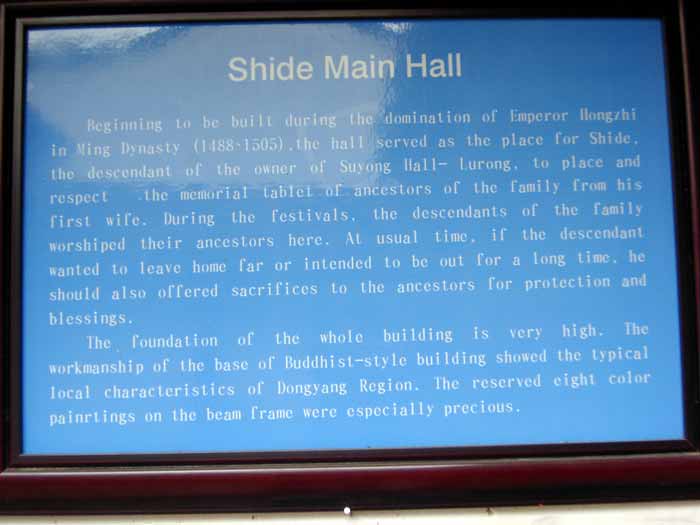 Shide Main Hall
Beginning to be built during the domination of Emperor Hongzhi
in Ming Dynasty (1488-1505),the hall served as the place for Shide,
the descendant of the owner of Suyong Hall- Lurong, to place and
respect .the memorial tablet of ancestors of the family from his
first wife. During the festivals, the descendants of the family
worshiped their ancestors here. At usual time, if the descendant
wanted to leave home far or intended to be out for a long time, he
should also offered sacrifices to the ancestors for protection and
blessings.
The foundation of the whole building is very high. The
workmanship of the base of Buddhist-style building showed the typical
local characteristics of Dongyang Region. The reserved eight color
painrtings on the beam frame were especially precious.